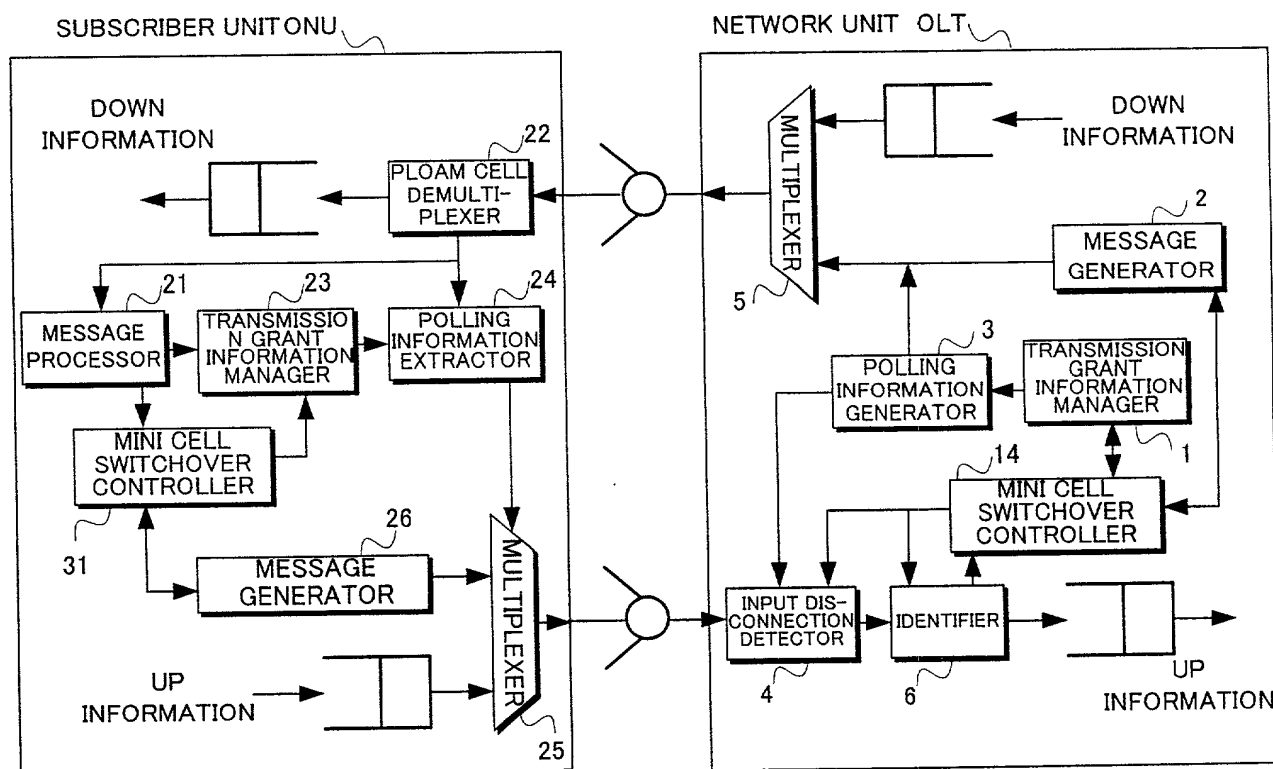 SUBSCRIBER UNIT ONU
NETWORK UNIT OLT
DOWN
INFORMATION
22
PLOAM CELL
DEMULTI-
PLEXER
MULTIPLEXER
5
DOWN
INFORMATION
2
MESSAGE
GENERATOR
21
MESSAGE
PROCESSOR
23
TRANSMISSIO
N GRANT
INFORMATION
MANAGER
24
POLLING
INFORMATION
EXTRACTOR
3
POLLING
INFORMATION
GENERATOR
TRANSMISSION
GRANT
INFORMATION
MANAGER
1
MINI CELL
SWITCHOVER
CONTROLLER
31
14
MINI CELL
SWITCHOVER
CONTROLLER
26
MESSAGE
GENERATOR
MULTIPLEXER
25
INPUT DIS-
CONNECTION
DETECTOR
4
IDENTIFIER
6
UP
INFORMATION
UP
INFORMATION